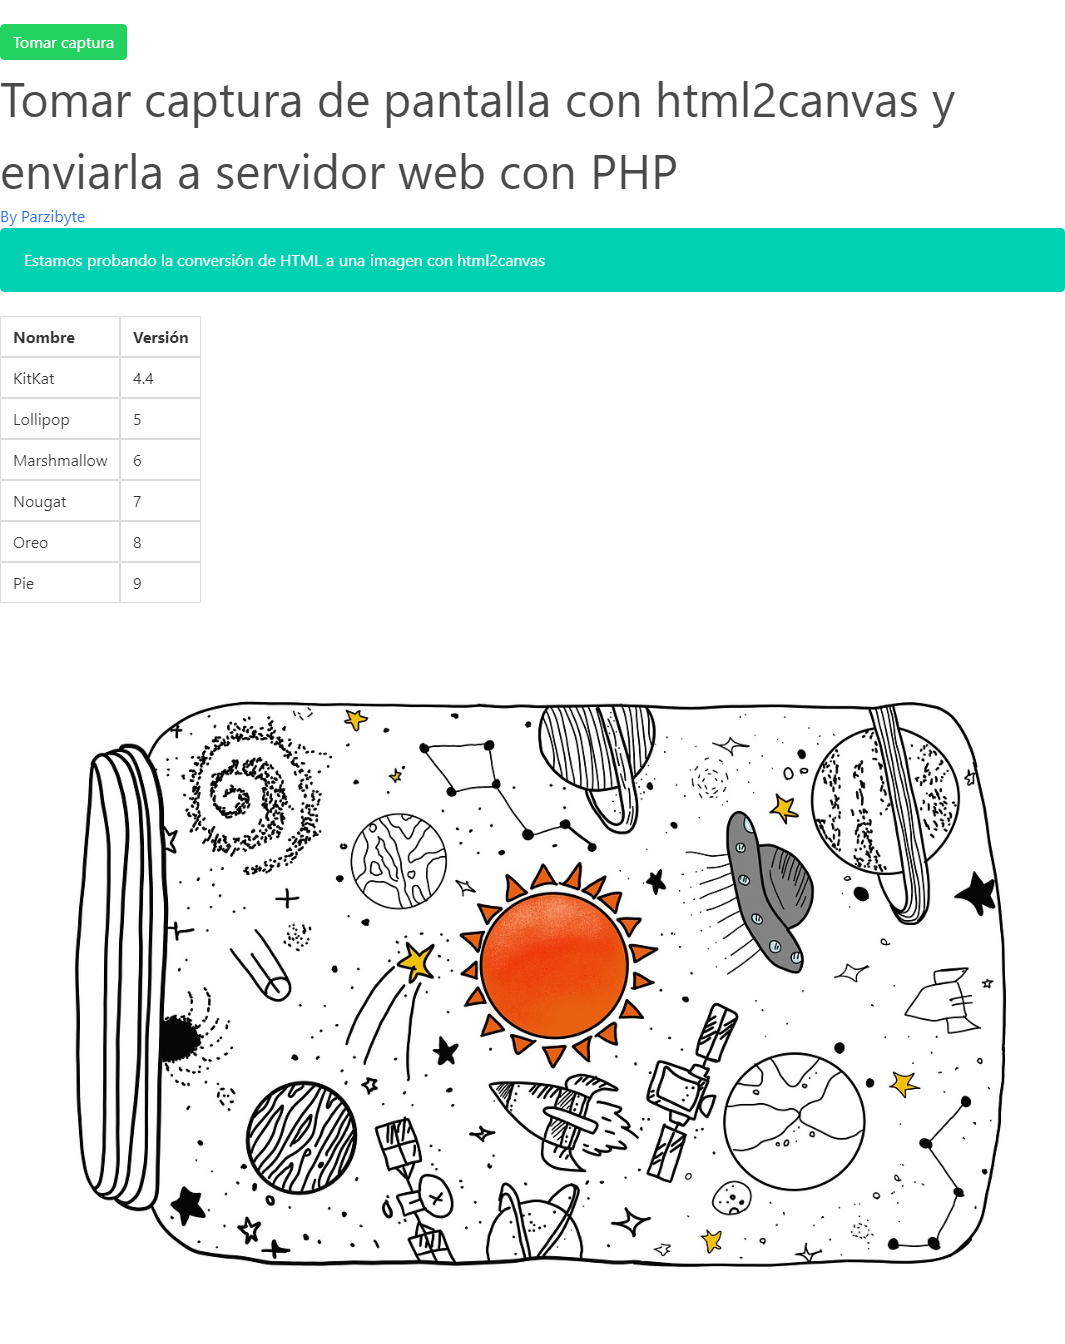 Tomar captura
Tomar captura de pantalla con html2canvas y
enviarla a servidor web con PHP
By Parzibyte
Estamos probando la conversión de HTML a una imagen con html2canvas
Nombre Versión
KitKat 4.4
Lollipop 5
Marshmallow 6
Nougat 7
Oreo 8
Pie 9